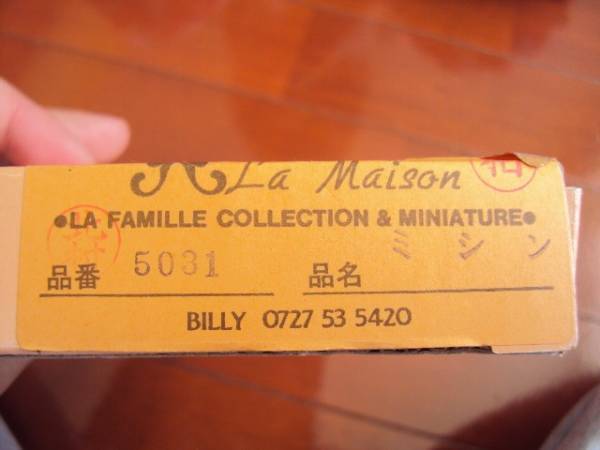 La Maison
●LA FAMILLE COLLECTION & MINIATURE●
品番 5031 品名 ミシン
BILLY 0727 53 5420